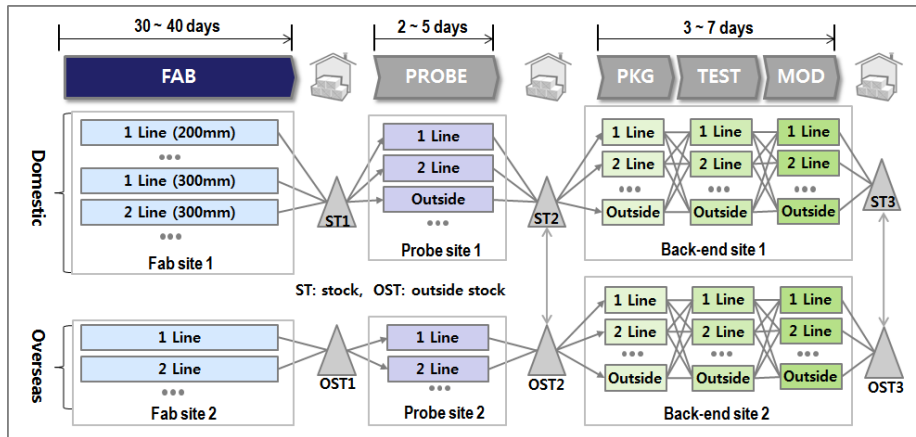 30 ~ 40 days
2 ~ 5 days
3 ~ 7 days
FAB
PROBE
PKG
TEST
MOD
Domestic
1 Line (200mm)
1 Line (300mm)
2 Line (300mm)
Fab site 1
ST1
1 Line
2 Line
Outside
Probe site 1
ST2
1 Line
1 Line
1 Line
2 Line
2 Line
2 Line
Outside
Outside
Outside
Back-end site 1
ST3
ST: stock, OST: outside stock
Overseas
1 Line
2 Line
Fab site 2
OST1
1 Line
2 Line
Probe site 2
OST2
1 Line
1 Line
1 Line
2 Line
2 Line
2 Line
Outside
Outside
Outside
Back-end site 2
OST3